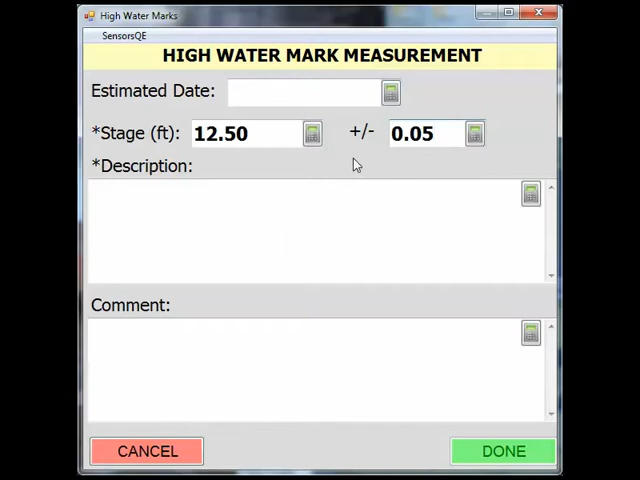 High Water Marks
SensorsQE
HIGH WATER MARK MEASUREMENT
Estimated Date:
*Stage (ft): 12.50 +/- 0.05
*Description:
Comment:
CANCEL DONE